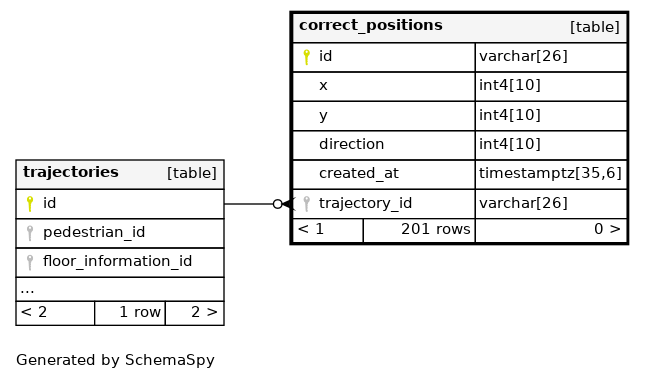 correct_positions [table]
id varchar[26]
x int4[10]
y int4[10]
direction int4[10]
created_at timestamptz[35,6]
trajectory_id varchar[26]
< 1 201 rows 0 >
trajectories [table]
id
pedestrian_id
floor_information_id
...
< 2 1 row 2 >
Generated by SchemaSpy